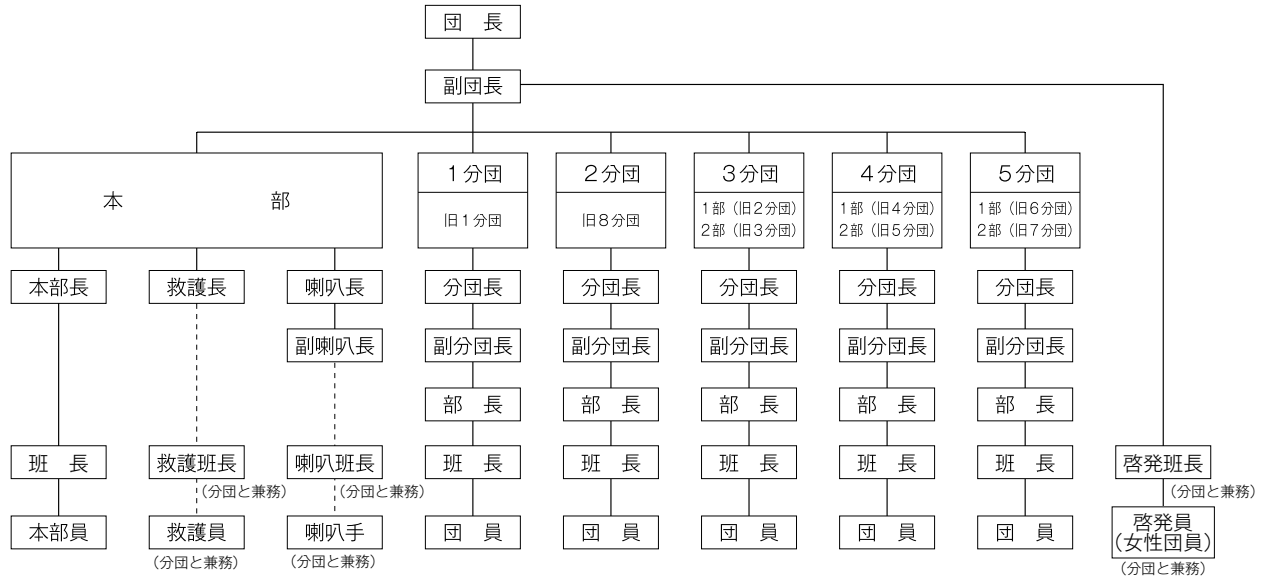 団　長
副団長
本　部
1分団
旧1分団
2分団
旧8分団
3分団
1部（旧2分団）
2部（旧3分団）
4分団
1部（旧4分団）
2部（旧5分団）
5分団
1部（旧6分団）
2部（旧7分団）
本部長
救護長
喇叭長
分団長
分団長
分団長
分団長
分団長
副喇叭長
副分団長
副分団長
副分団長
副分団長
副分団長
部　長
部　長
部　長
部　長
部　長
班　長
救護班長
(分団と兼務)
喇叭班長
(分団と兼務)
班　長
班　長
班　長
班　長
班　長
啓発班長
(分団と兼務)
本部員
救護員
(分団と兼務)
喇叭手
(分団と兼務)
団　員
団　員
団　員
団　員
団　員
啓発員
(女性団員)
(分団と兼務)